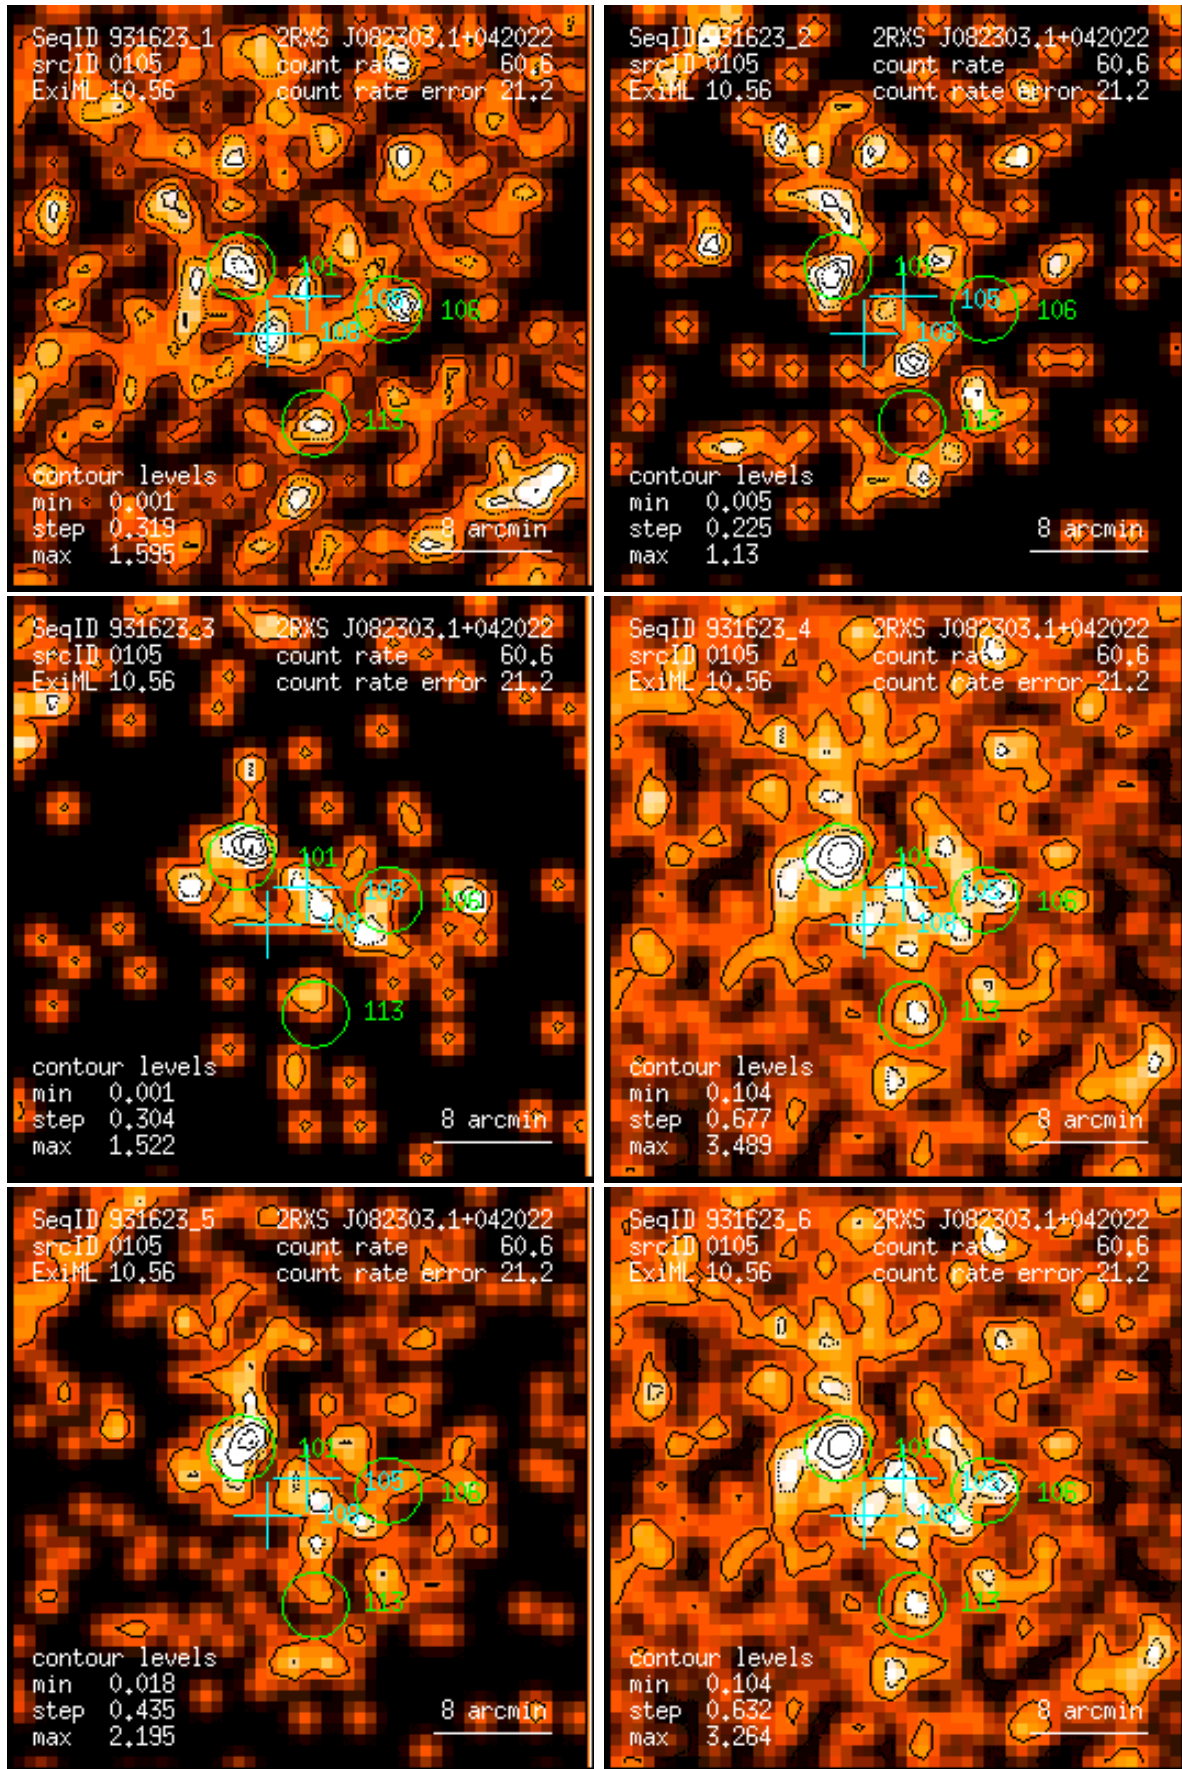 SeqID 931623_1 2RXS J082303.1+042022
srcID 0105 count rate 60.6
ExiML 10.56 count rate error 21.2
101
105
106
108
113
contour levels
min 0.001
step 0.319
max 1.595
8 arcmin
SeqID 931623_2 2RXS J082303.1+042022
srcID 0105 count rate 60.6
ExiML 10.56 count rate error 21.2
101
105
106
108
113
contour levels
min 0.005
step 0.225
max 1.13
8 arcmin
SeqID 931623_3 2RXS J082303.1+042022
srcID 0105 count rate 60.6
ExiML 10.56 count rate error 21.2
101
105
106
108
113
contour levels
min 0.001
step 0.304
max 1.522
8 arcmin
SeqID 931623_4 2RXS J082303.1+042022
srcID 0105 count rate 60.6
ExiML 10.56 count rate error 21.2
101
105
106
108
113
contour levels
min 0.104
step 0.677
max 3.489
8 arcmin
SeqID 931623_5 2RXS J082303.1+042022
srcID 0105 count rate 60.6
ExiML 10.56 count rate error 21.2
101
105
106
108
113
contour levels
min 0.018
step 0.435
max 2.195
8 arcmin
SeqID 931623_6 2RXS J082303.1+042022
srcID 0105 count rate 60.6
ExiML 10.56 count rate error 21.2
101
105
106
108
113
contour levels
min 0.104
step 0.632
max 3.264
8 arcmin